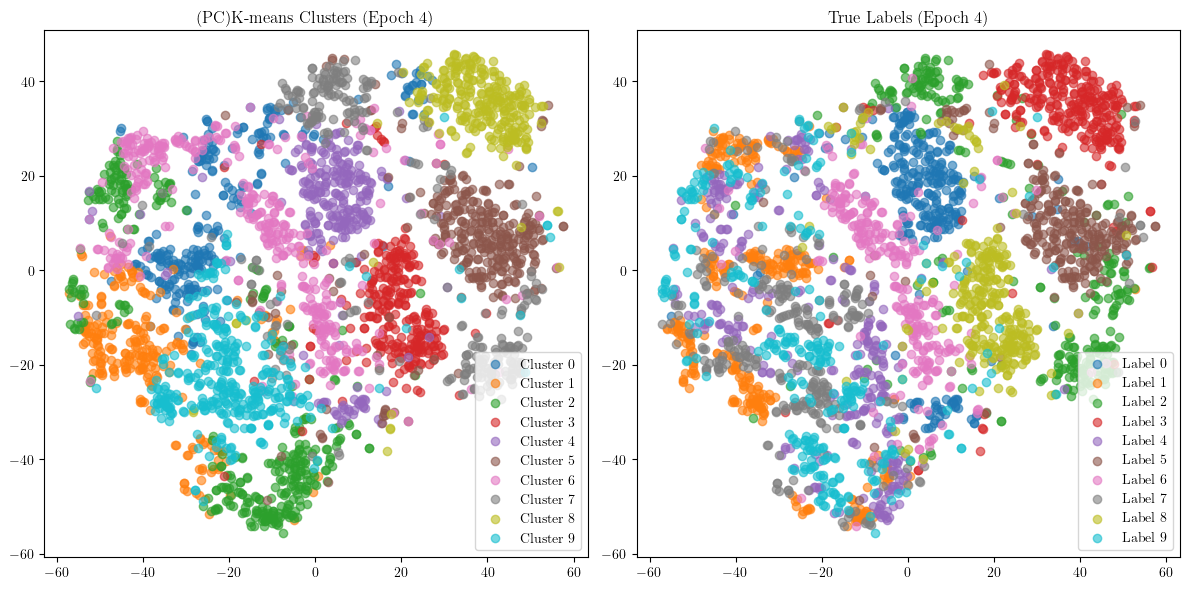 (PC)K-means Clusters (Epoch 4)
40
20
0
−20
−40
−60
−60
−40
−20
0
20
40
60
Cluster 0
Cluster 1
Cluster 2
Cluster 3
Cluster 4
Cluster 5
Cluster 6
Cluster 7
Cluster 8
Cluster 9
True Labels (Epoch 4)
40
20
0
−20
−40
−60
−60
−40
−20
0
20
40
60
Label 0
Label 1
Label 2
Label 3
Label 4
Label 5
Label 6
Label 7
Label 8
Label 9